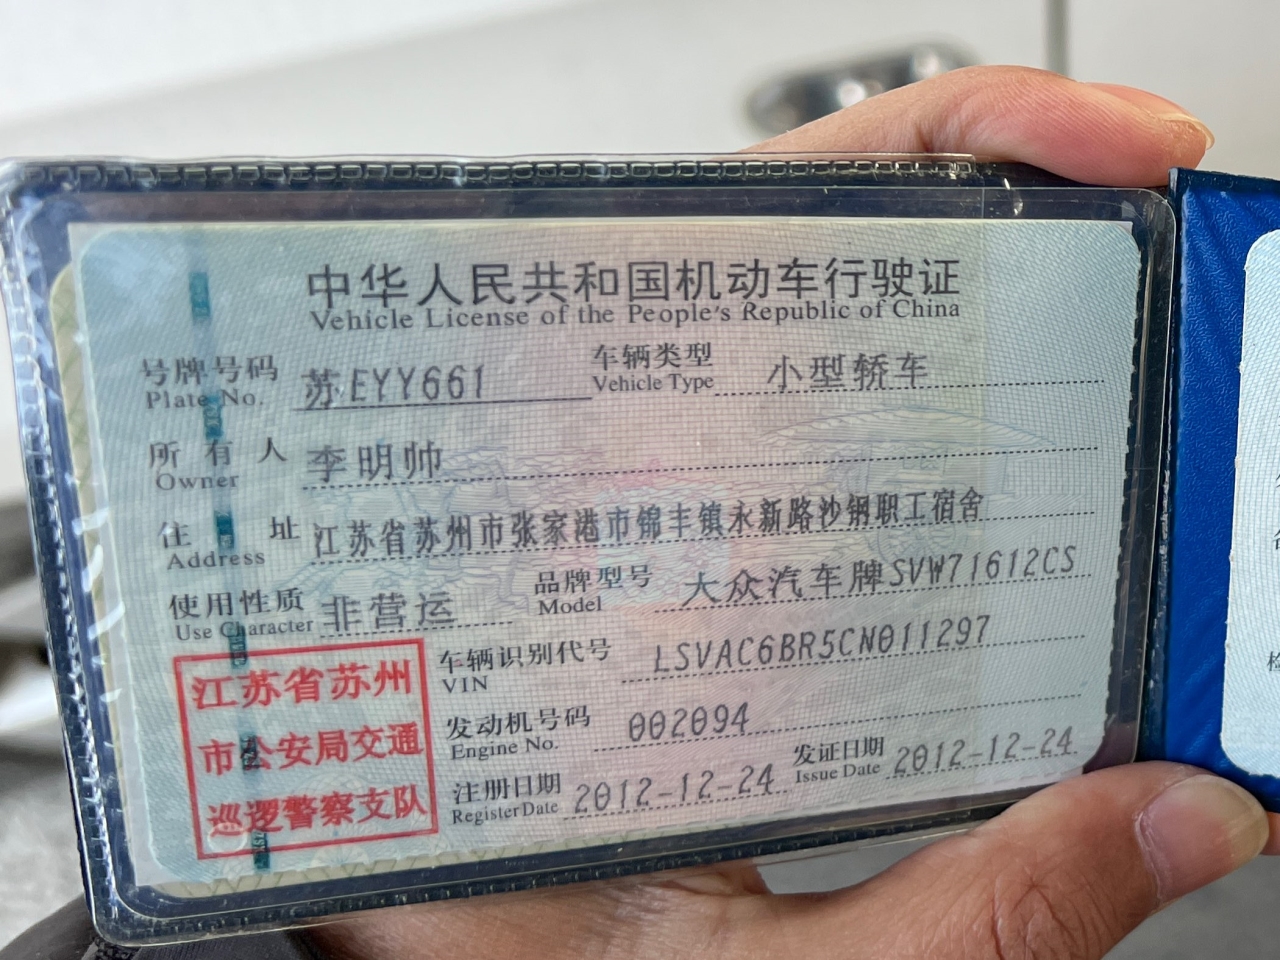 中华人民共和国机动车行驶证
Vehicle License of the People's Republic of China
号牌号码 苏EYY661 车辆类型 小型轿车
Plate No. Vehicle Type
所有人 李明帅
Owner
住址 江苏省苏州市张家港市锦丰镇永新路沙钢职工宿舍
Address
使用性质 非营运 品牌型号 大众汽车牌SVW71612CS
Use Character Model
车辆识别代号 LSVAC6BR5CN011297
VIN
发动机号码 002094
Engine No.
注册日期 2012-12-24 发证日期 2012-12-24
Register Date Issue Date
江苏省苏州
市公安局交通
巡逻警察支队